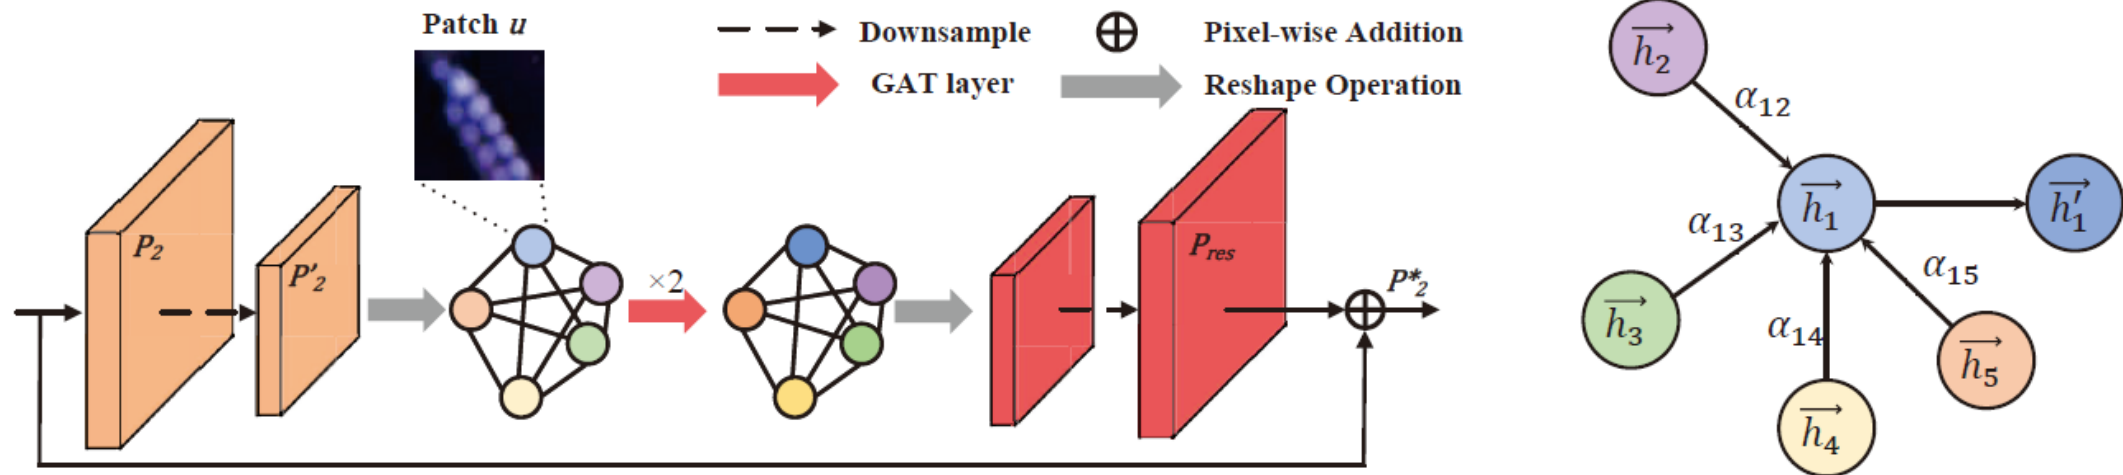 Patch u
Downsample
Pixel-wise Addition
GAT layer
Reshape Operation
P₂
P'₂
×2
Pres
P*₂
h₂→
α₁₂
h₁→
h₁'→
α₁₃
h₃→
α₁₄
h₄→
α₁₅
h₅→